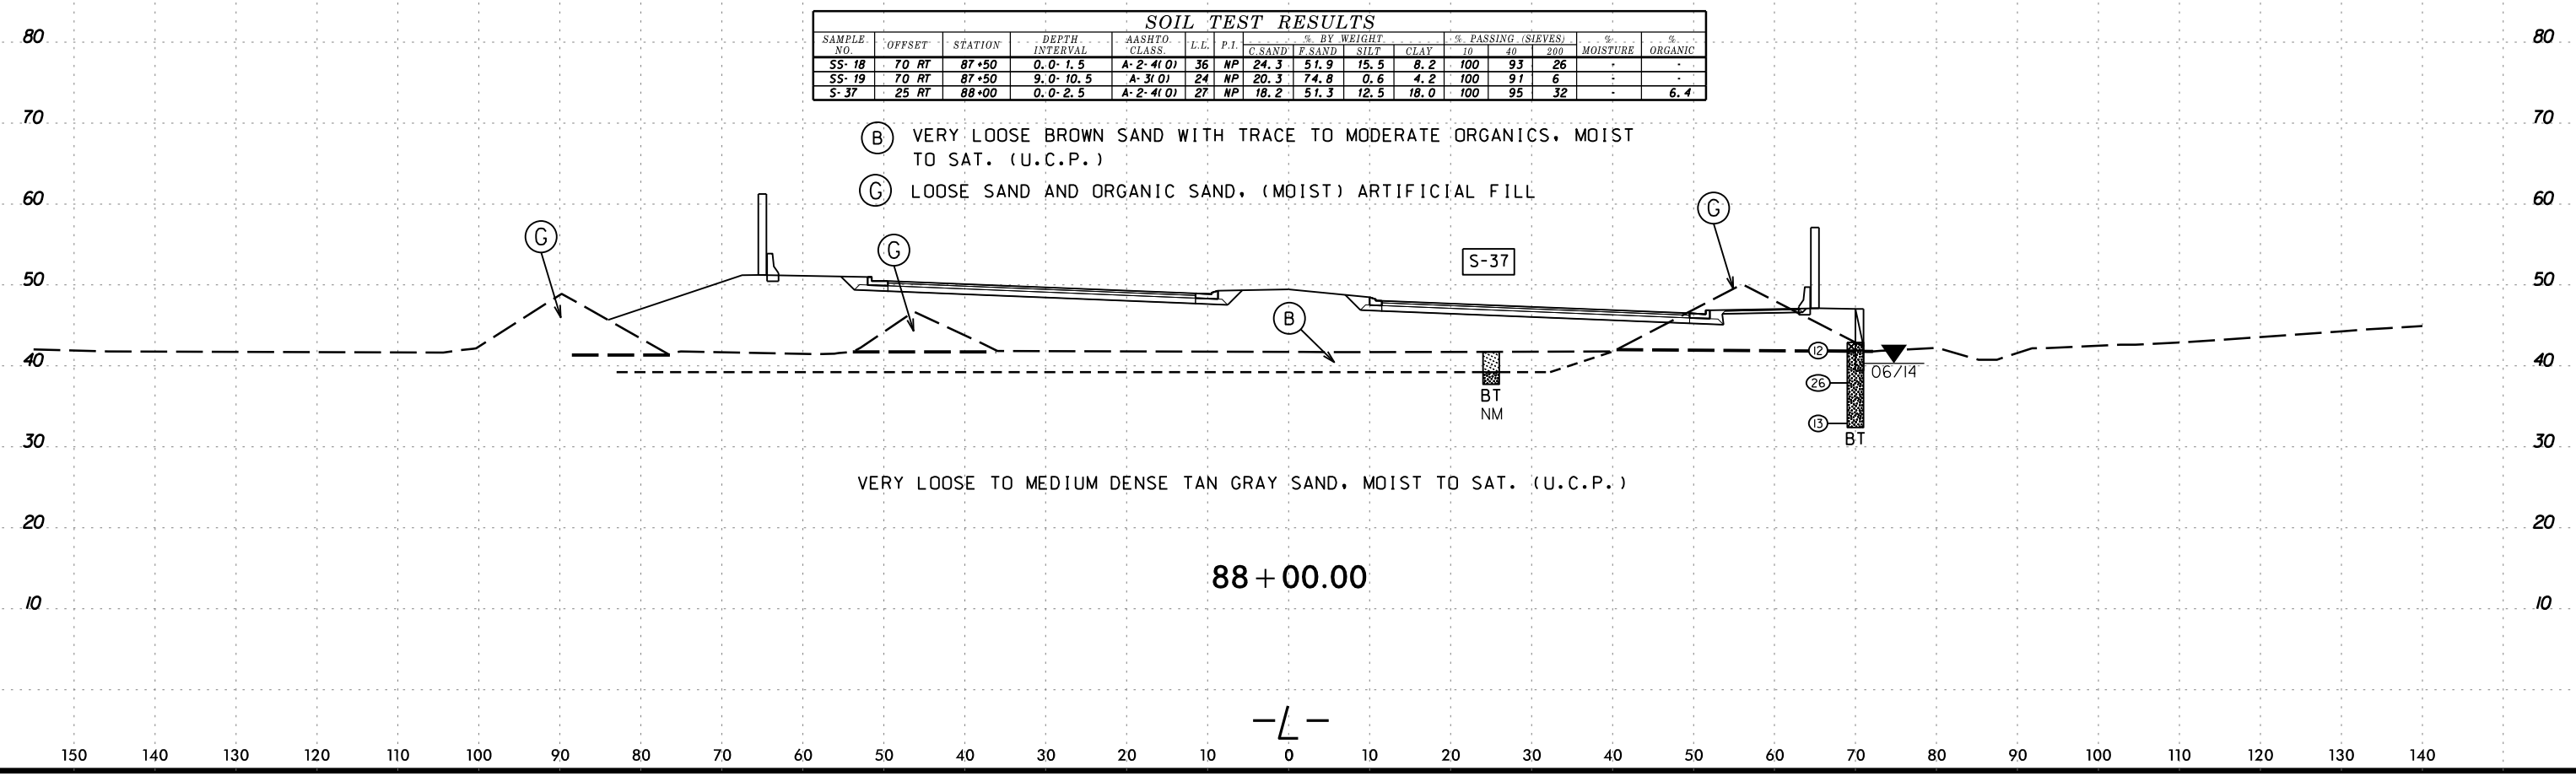 SOIL TEST RESULTS
SAMPLE NO. OFFSET STATION DEPTH INTERVAL AASHTO CLASS. L.L. P.I. % BY WEIGHT C.SAND F.SAND SILT CLAY % PASSING (SIEVES) 10 40 200 % MOISTURE % ORGANIC
SS-18 70 RT 87+50 0.0-1.5 A-2-4(0) 36 NP 24.3 51.9 15.5 8.2 100 93 26 - -
SS-19 70 RT 87+50 9.0-10.5 A-3(0) 24 NP 20.3 74.8 0.6 4.2 100 91 6 - -
S-37 25 RT 88+00 0.0-2.5 A-2-4(0) 27 NP 18.2 51.3 12.5 18.0 100 95 32 - 6.4
80 80
70 70
B VERY LOOSE BROWN SAND WITH TRACE TO MODERATE ORGANICS, MOIST
TO SAT. (U.C.P.)
G LOOSE SAND AND ORGANIC SAND, (MOIST) ARTIFICIAL FILL
60 60
G G G
S-37
50 50
B
12
40 40
06/14
26
BT
NM
13
BT
30 30
VERY LOOSE TO MEDIUM DENSE TAN GRAY SAND, MOIST TO SAT. (U.C.P.)
20 20
88+00.00
10 10
-L-
150 140 130 120 110 100 90 80 70 60 50 40 30 20 10 0 10 20 30 40 50 60 70 80 90 100 110 120 130 140